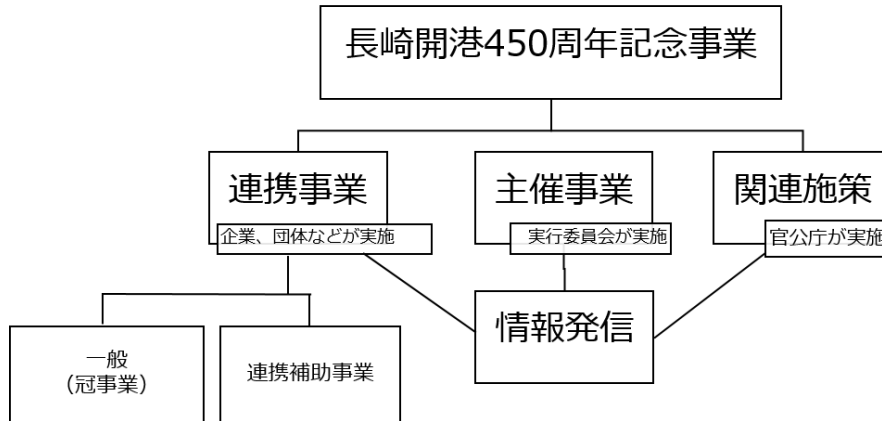 長崎開港450周年記念事業
連携事業
企業、団体などが実施
主催事業
実行委員会が実施
関連施策
官公庁が実施
情報発信
一般
(冠事業)
連携補助事業